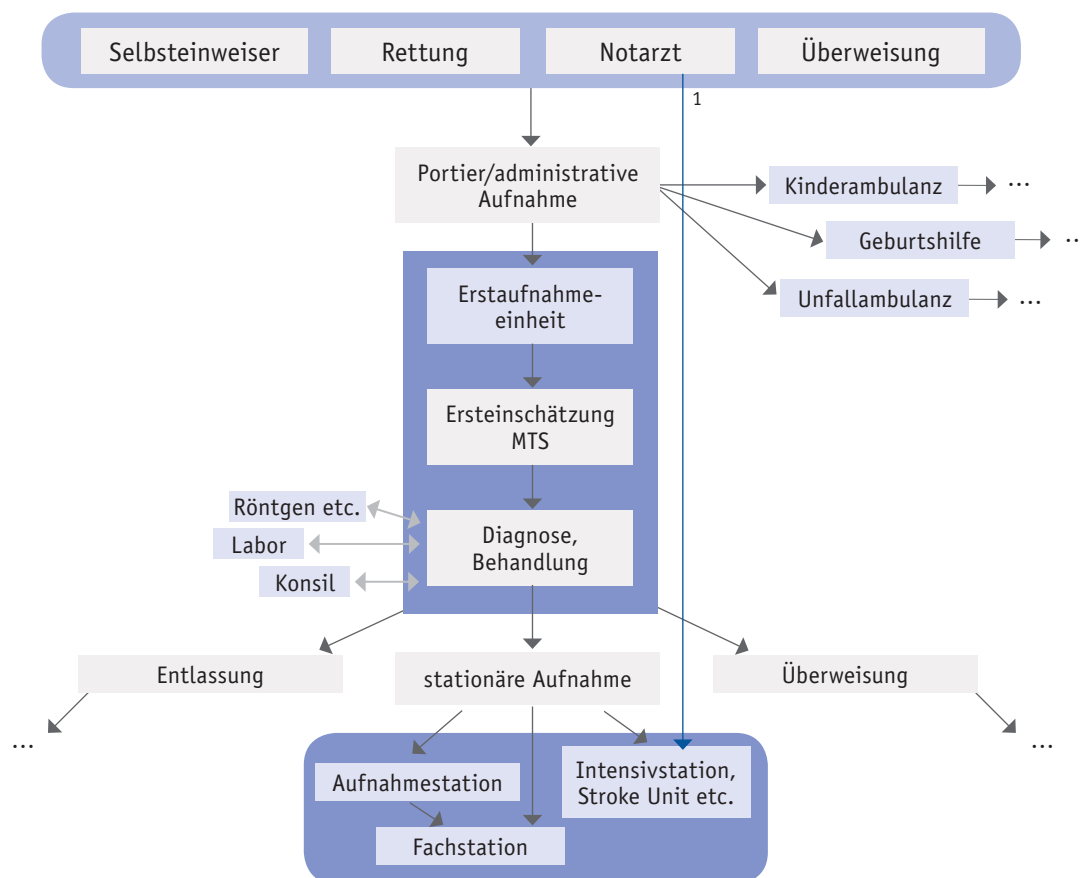 Selbsteinweiser
Rettung
Notarzt
Überweisung
1
Portier/administrative
Aufnahme
Kinderambulanz
...
Geburtshilfe
..
Unfallambulanz
...
Erstaufnahme-
einheit
Ersteinschätzung
MTS
Röntgen etc.
Labor
Konsil
Diagnose,
Behandlung
Entlassung
stationäre Aufnahme
Überweisung
...
...
Aufnahmestation
Intensivstation,
Stroke Unit etc.
Fachstation